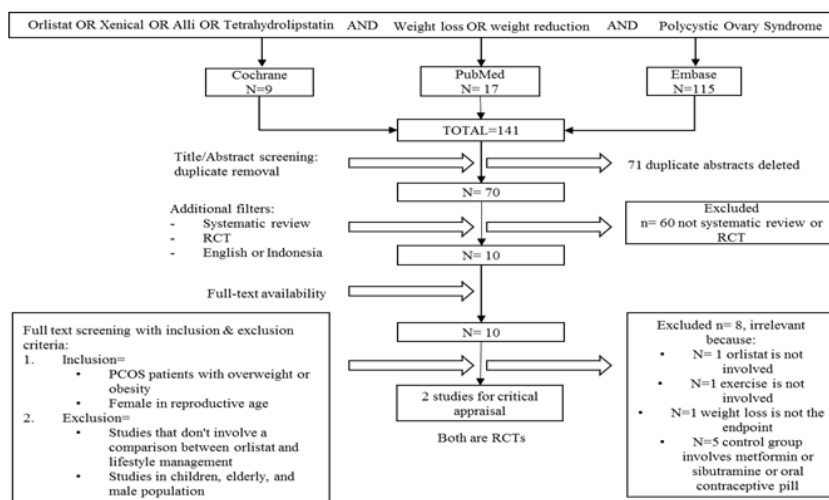 Orlistat OR Xenical OR Alli OR Tetrahydrolipstatin AND Weight loss OR weight reduction AND Polycystic Ovary Syndrome
Cochrane
N=9
PubMed
N= 17
Embase
N=115
TOTAL=141
Title/Abstract screening:
duplicate removal
71 duplicate abstracts deleted
N= 70
Additional filters:
- Systematic review
- RCT
- English or Indonesia
Excluded
n= 60 not systematic review or
RCT
N= 10
Full-text availability
N= 10
Full text screening with inclusion & exclusion
criteria:
1. Inclusion=
• PCOS patients with overweight or
obesity
• Female in reproductive age
2. Exclusion=
• Studies that don't involve a
comparison between orlistat and
lifestyle management
• Studies in children, elderly, and
male population
Excluded n= 8, irrelevant
because:
• N= 1 orlistat is not
involved
• N=1 exercise is not
involved
• N=1 weight loss is not the
endpoint
• N=5 control group
involves metformin or
sibutramine or oral
contraceptive pill
2 studies for critical
appraisal
Both are RCTs